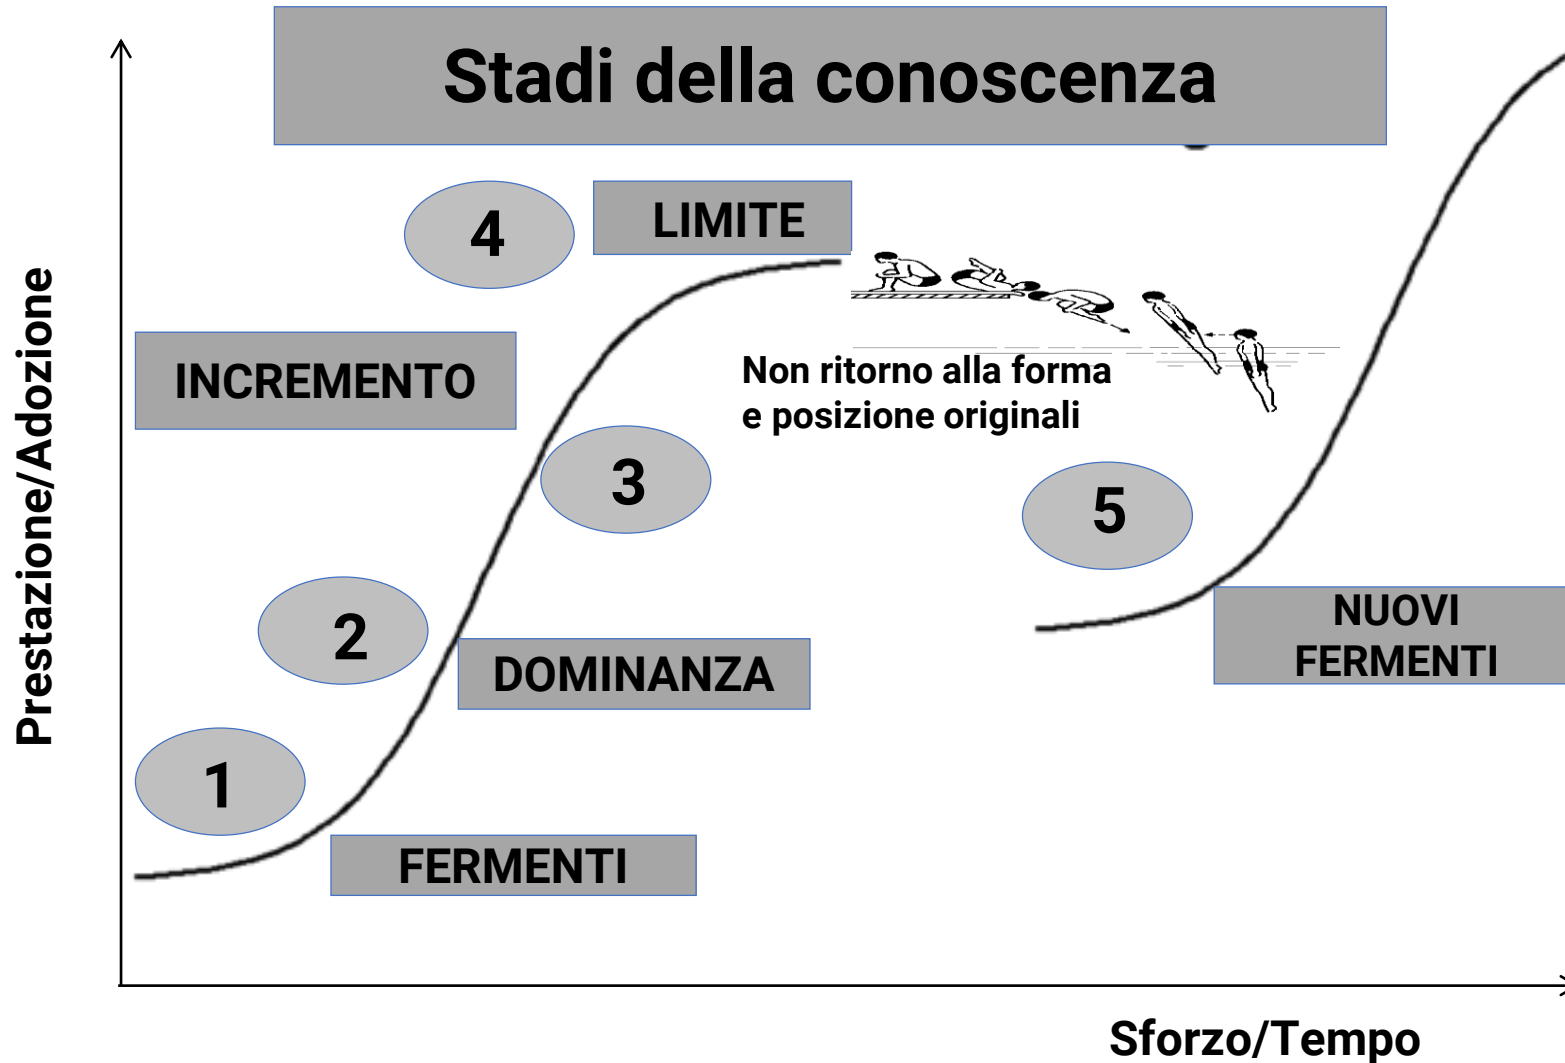 Stadi della conoscenza
4
LIMITE
INCREMENTO
Non ritorno alla forma
e posizione originali
3
5
2
DOMINANZA
NUOVI
FERMENTI
1
FERMENTI
Prestazione/Adozione
Sforzo/Tempo